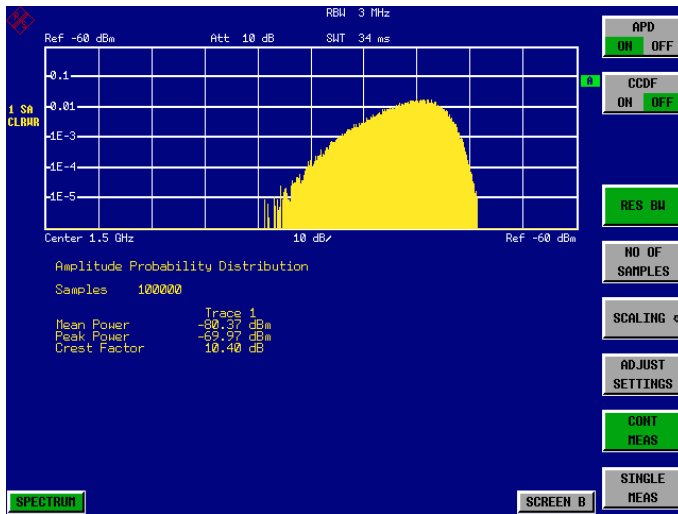 RBW 3 MHz
Ref -60 dBm Att 10 dB SWT 34 ms
0.1
0.01
1E-3
1E-4
1E-5
1 SA
CLRWR
A
Center 1.5 GHz 10 dB/ Ref -60 dBm
Amplitude Probability Distribution
Samples 100000
Trace 1
Mean Power -80.37 dBm
Peak Power -69.97 dBm
Crest Factor 10.40 dB
APD
ON OFF
CCDF
ON OFF
RES BW
NO OF
SAMPLES
SCALING
ADJUST
SETTINGS
CONT
MEAS
SINGLE
MEAS
SPECTRUM
SCREEN B